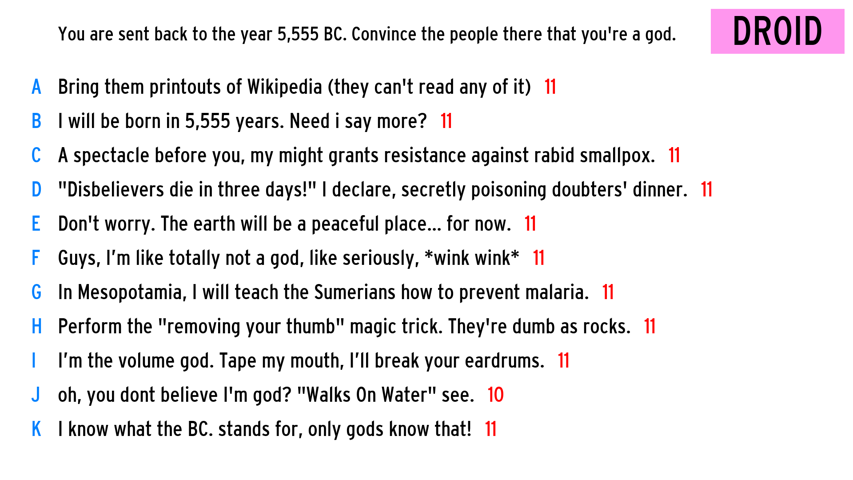 You are sent back to the year 5,555 BC. Convince the people there that you're a god.
DROID
A Bring them printouts of Wikipedia (they can't read any of it) 11
B I will be born in 5,555 years. Need i say more? 11
C A spectacle before you, my might grants resistance against rabid smallpox. 11
D "Disbelievers die in three days!" I declare, secretly poisoning doubters' dinner. 11
E Don't worry. The earth will be a peaceful place... for now. 11
F Guys, I’m like totally not a god, like seriously, *wink wink* 11
G In Mesopotamia, I will teach the Sumerians how to prevent malaria. 11
H Perform the "removing your thumb" magic trick. They're dumb as rocks. 11
I I’m the volume god. Tape my mouth, I’ll break your eardrums. 11
J oh, you dont believe I'm god? "Walks On Water" see. 10
K I know what the BC. stands for, only gods know that! 11